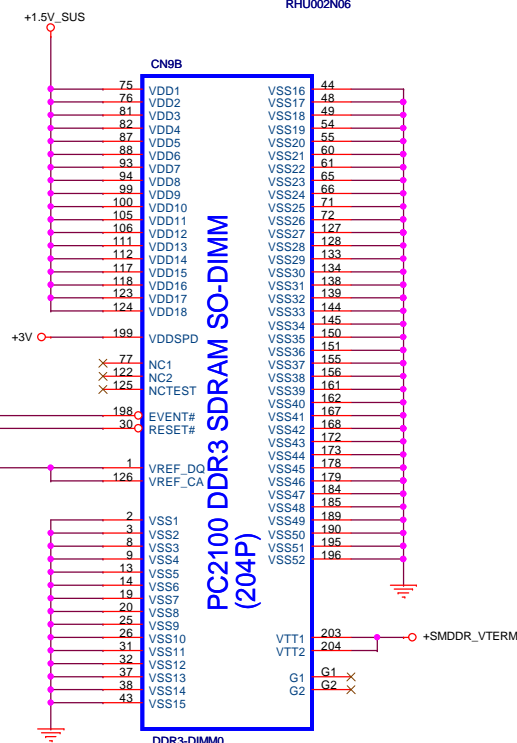 RHU002N06
+1.5V_SUS
CN9B
75 VDD1 VSS16 44
76 VDD2 VSS17 48
81 VDD3 VSS18 49
82 VDD4 VSS19 54
87 VDD5 VSS20 55
88 VDD6 VSS21 60
93 VDD7 VSS22 61
94 VDD8 VSS23 65
99 VDD9 VSS24 66
100 VDD10 VSS25 71
105 VDD11 VSS26 72
106 VDD12 VSS27 127
111 VDD13 VSS28 128
112 VDD14 VSS29 133
117 VDD15 VSS30 134
118 VDD16 VSS31 138
123 VDD17 VSS32 139
124 VDD18 VSS33 144
VSS34 145
+3V 199 VDDSPD VSS35 150
VSS36 151
77 NC1 VSS37 155
122 NC2 VSS38 156
125 NCTEST VSS39 161
VSS40 162
198 EVENT# VSS41 167
30 RESET# VSS42 168
VSS43 172
VSS44 173
1 VREF_DQ VSS45 178
126 VREF_CA VSS46 179
VSS47 184
VSS48 185
2 VSS1 VSS49 189
3 VSS2 VSS50 190
8 VSS3 VSS51 195
9 VSS4 VSS52 196
13 VSS5
14 VSS6
19 VSS7
20 VSS8
25 VSS9
26 VSS10 VTT1 203 +SMDDR_VTERM
31 VSS11 VTT2 204
32 VSS12
37 VSS13 G1 G1
38 VSS14 G2 G2
43 VSS15
PC2100 DDR3 SDRAM SO-DIMM
(204P)
DDR3-DIMM0